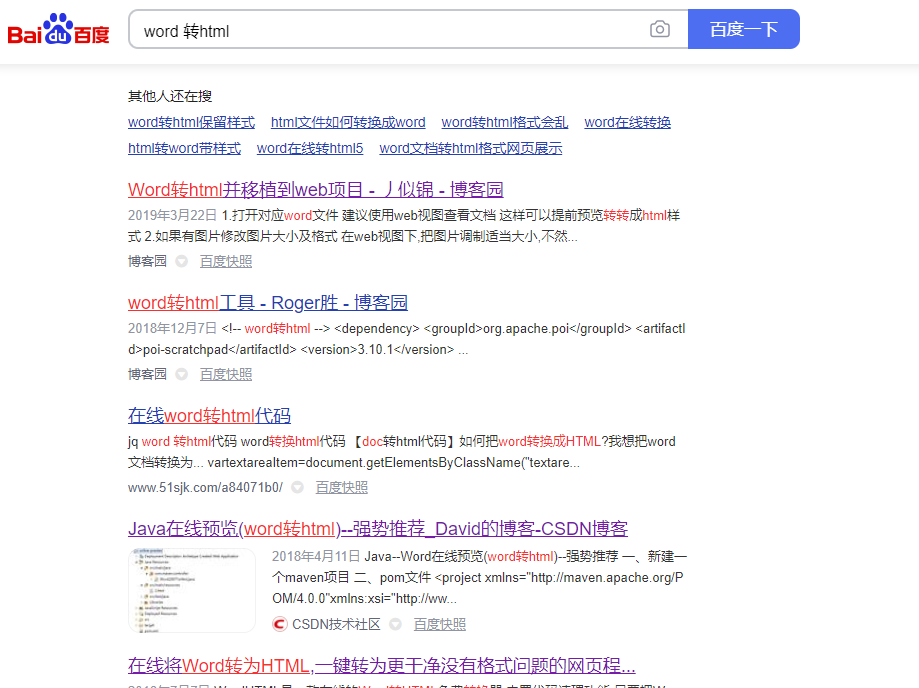 Bai du 百度
word 转html
百度一下
其他人还在搜
word转html保留样式 html文件如何转换成word word转html格式会乱 word在线转换
html转word带样式 word在线转html5 word文档转html格式网页展示
Word转html并移植到web项目 - 丿似锦 - 博客园
2019年3月22日 1.打开对应word文件 建议使用web视图查看文档 这样可以提前预览转转成html样
式 2.如果有图片修改图片大小及格式 在web视图下,把图片调制适当大小,不然...
博客园 百度快照
word转html工具 - Roger胜 - 博客园
2018年12月7日 <!-- word转html --> <dependency> <groupId>org.apache.poi</groupId> <artifactI
d>poi-scratchpad</artifactId> <version>3.10.1</version> ...
博客园 百度快照
在线word转html代码
jq word 转html代码 word转换html代码 【doc转html代码】如何把word转换成HTML?我想把word
文档转换为... vartextareaItem=document.getElementsByClassName("textare...
www.51sjk.com/a84071b0/ 百度快照
Java在线预览(word转html)--强势推荐_David的博客-CSDN博客
2018年4月11日 Java--Word在线预览(word转html)--强势推荐 一、新建一
个maven项目 二、pom文件 <project xmlns="http://maven.apache.org/P
OM/4.0.0"xmlns:xsi="http://ww...
CSDN技术社区 百度快照
在线将Word转为HTML,一键转为更干净没有格式问题的网页程...